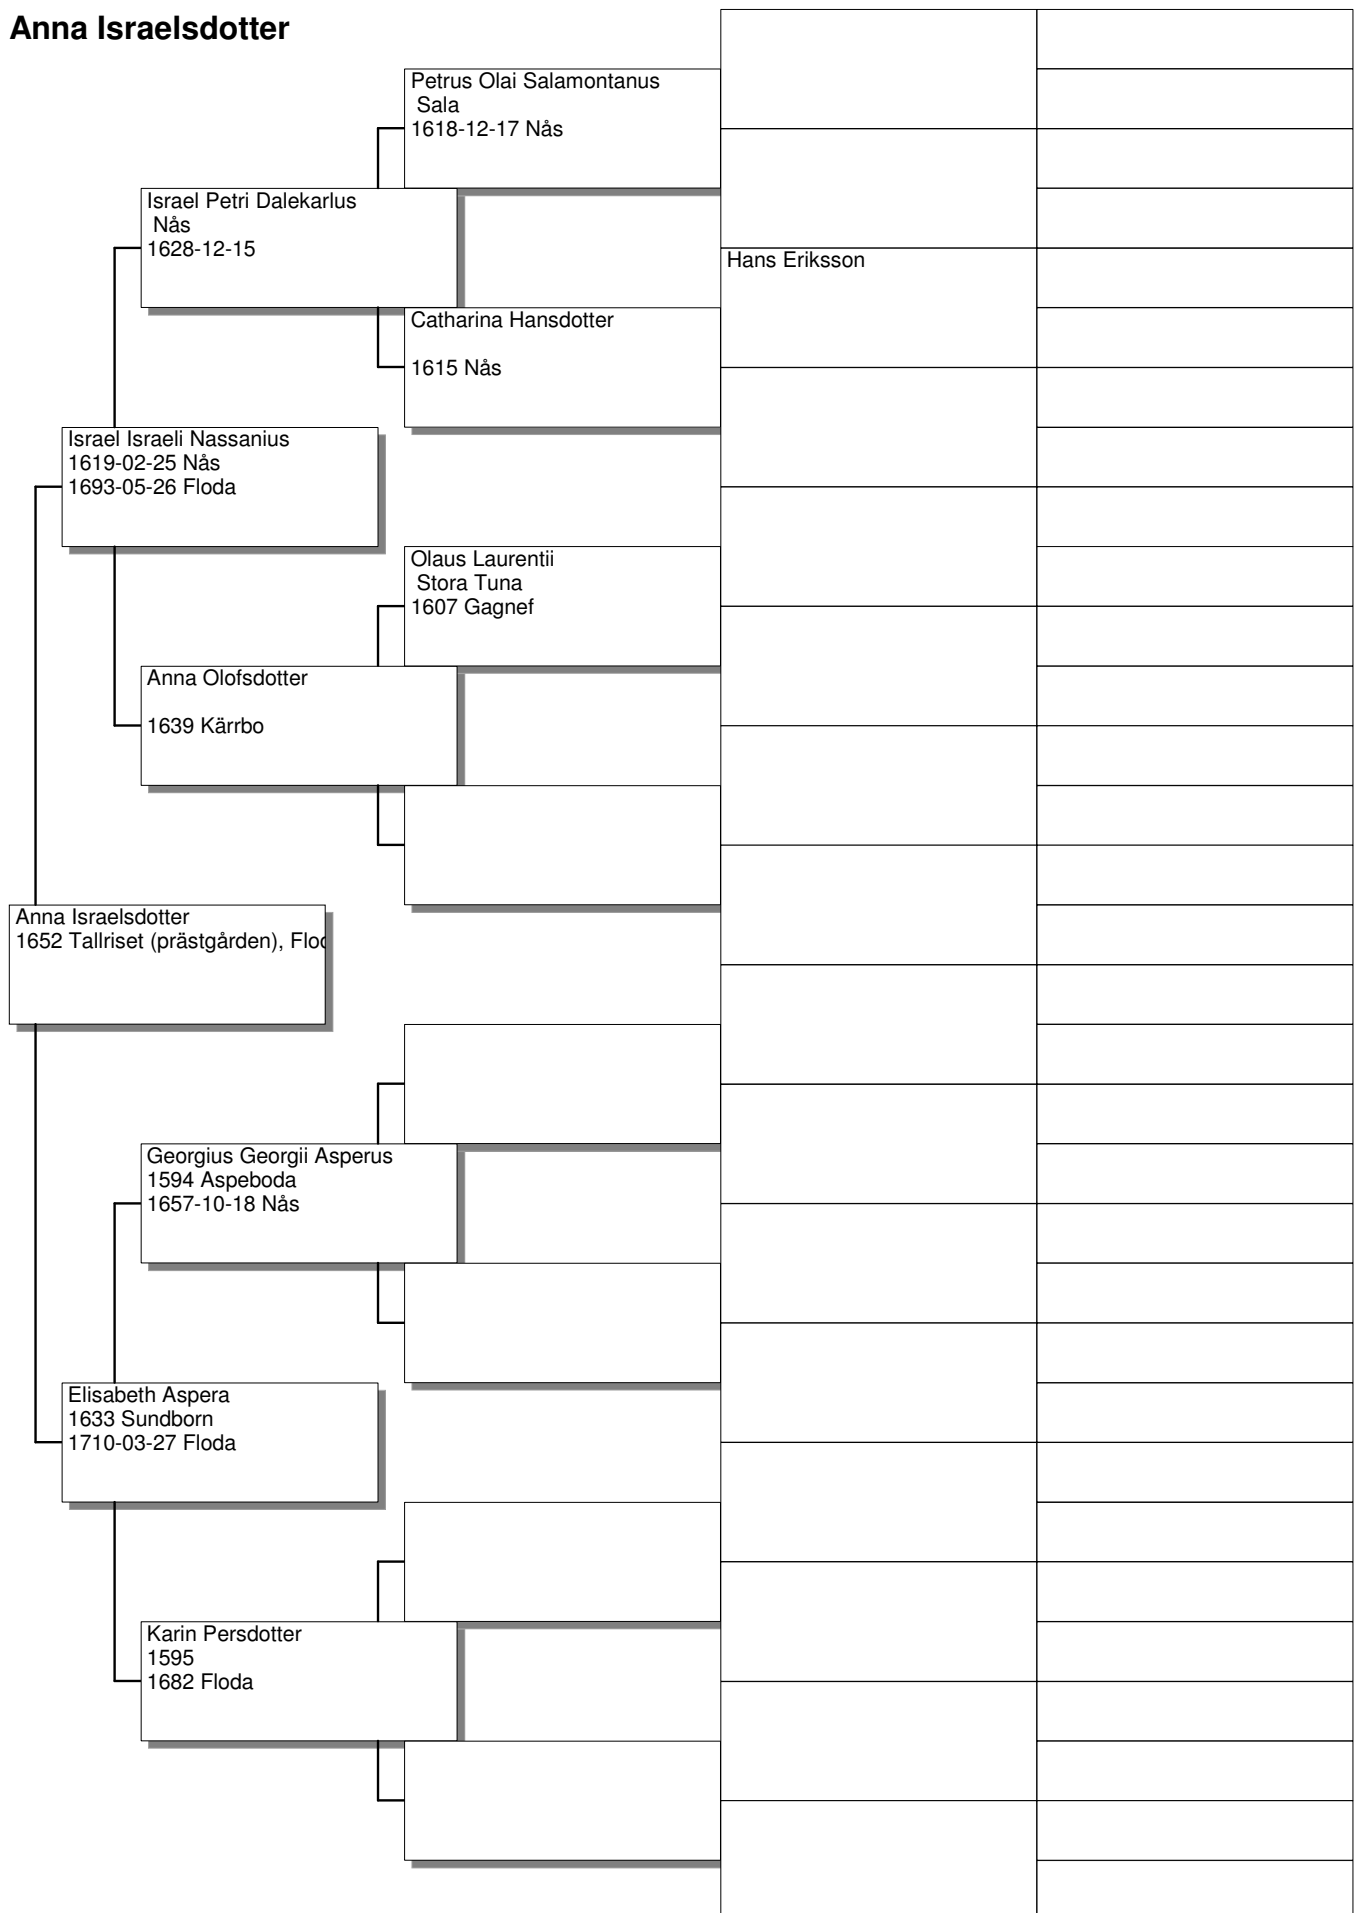 Anna Israelsdotter
Petrus Olai Salamontanus
Sala
1618-12-17 Nås
Israel Petri Dalekarlus
Nås
1628-12-15
Hans Eriksson
Catharina Hansdotter
1615 Nås
Israel Israeli Nassanius
1619-02-25 Nås
1693-05-26 Floda
Olaus Laurentii
Stora Tuna
1607 Gagnef
Anna Olofsdotter
1639 Kärrbo
Anna Israelsdotter
1652 Tallriset (prästgården), Flod
Georgius Georgii Asperus
1594 Aspeboda
1657-10-18 Nås
Elisabeth Aspera
1633 Sundborn
1710-03-27 Floda
Karin Persdotter
1595
1682 Floda